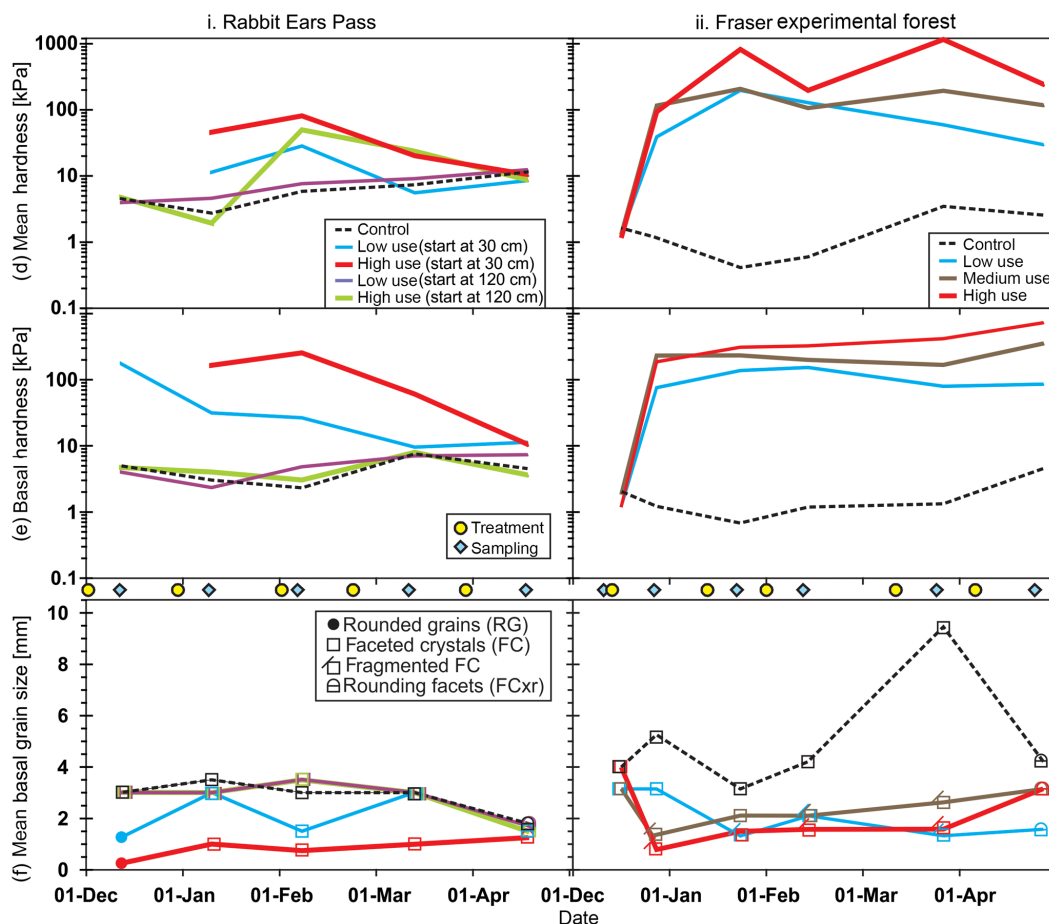 i. Rabbit Ears Pass
ii. Fraser experimental forest
(d) Mean hardness [kPa]
1000
100
10
1
0.1
Control
Low use (start at 30 cm)
High use (start at 30 cm)
Low use (start at 120 cm)
High use (start at 120 cm)
Control
Low use
Medium use
High use
(e) Basal hardness [kPa]
100
10
1
0.1
Treatment
Sampling
(f) Mean basal grain size [mm]
10
8
6
4
2
0
Rounded grains (RG)
Faceted crystals (FC)
Fragmented FC
Rounding facets (FCxr)
01-Dec 01-Jan 01-Feb 01-Mar 01-Apr
01-Dec 01-Jan 01-Feb 01-Mar 01-Apr
Date